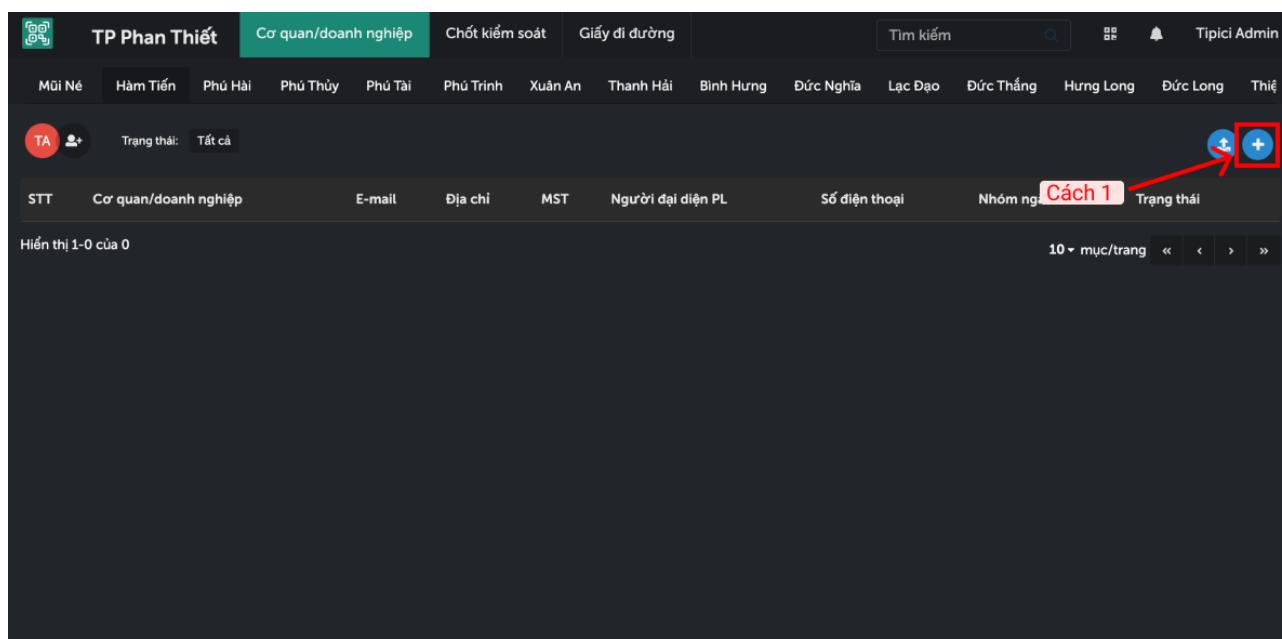 TP Phan Thiết Cơ quan/doanh nghiệp Chốt kiểm soát Giấy đi đường Tìm kiếm Tipici Admin
Mũi Né Hàm Tiến Phú Hài Phú Thủy Phú Tài Phú Trinh Xuân An Thanh Hải Bình Hưng Đức Nghĩa Lạc Đạo Đức Thắng Hưng Long Đức Long Thiệ
TA Trạng thái: Tất cả
Cách 1
STT Cơ quan/doanh nghiệp E-mail Địa chỉ MST Người đại diện PL Số điện thoại Nhóm Trạng thái
Hiển thị 1-0 của 0 10 mục/trang « ‹ › »